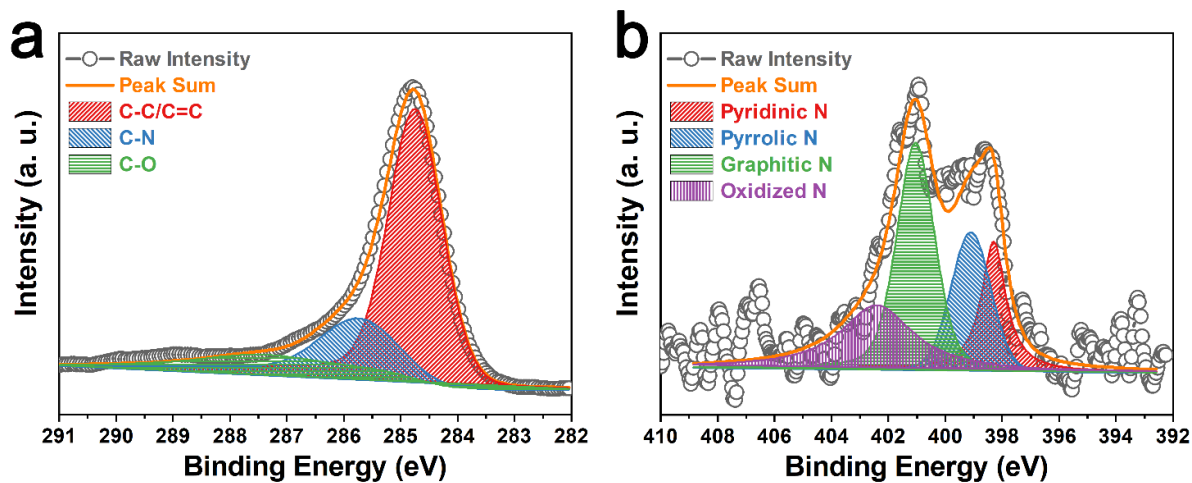 a
Raw Intensity
Peak Sum
C-C/C=C
C-N
C-O
Intensity (a. u.)
291 290 289 288 287 286 285 284 283 282
Binding Energy (eV)
b
Raw Intensity
Peak Sum
Pyridinic N
Pyrrolic N
Graphitic N
Oxidized N
Intensity (a. u.)
410 408 406 404 402 400 398 396 394 392
Binding Energy (eV)